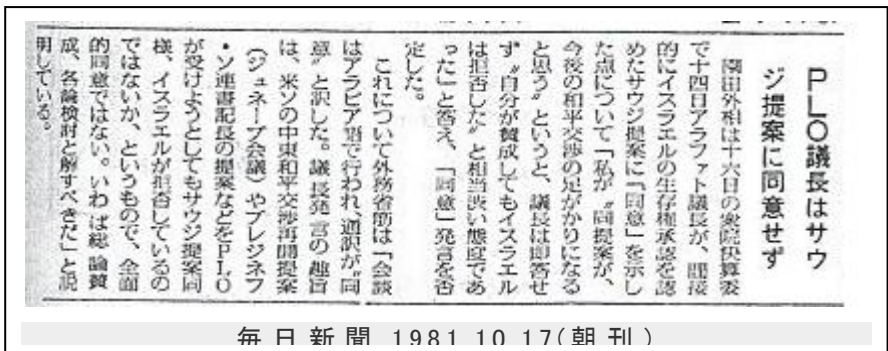 PLO議長はサウ
ジ提案に同意せず
園田外相は十六日の衆院決算委
で十四日アラファト議長が、間接
的にイスラエルの生存権承認を認
めたサウジ提案に「同意」を示し
た点について「私が〝同提案が、
今後の和平交渉の足がかりになる
と思う〟というと、議長は即答せ
ず〝自分が賛成してもイスラエル
は拒否した〟と相当渋い態度であ
った」と答え、「同意」発言を否
定した。
これについて外務省筋は「会談
はアラビア語で行われ、通訳が〝同
意〟と訳した。議長発言の趣旨
は、米ソの中東和平交渉再開提案
(ジュネーブ会議)やブレジネフ
・ソ連書記長の提案などをPLO
が受けようとしてもサウジ提案同
様、イスラエルが拒否しているの
ではないか、というもので、全面
的同意ではない。いわば総論賛
成、各論検討と解すべきだ」と説
明している。
毎日新聞 1981.10.17(朝刊)